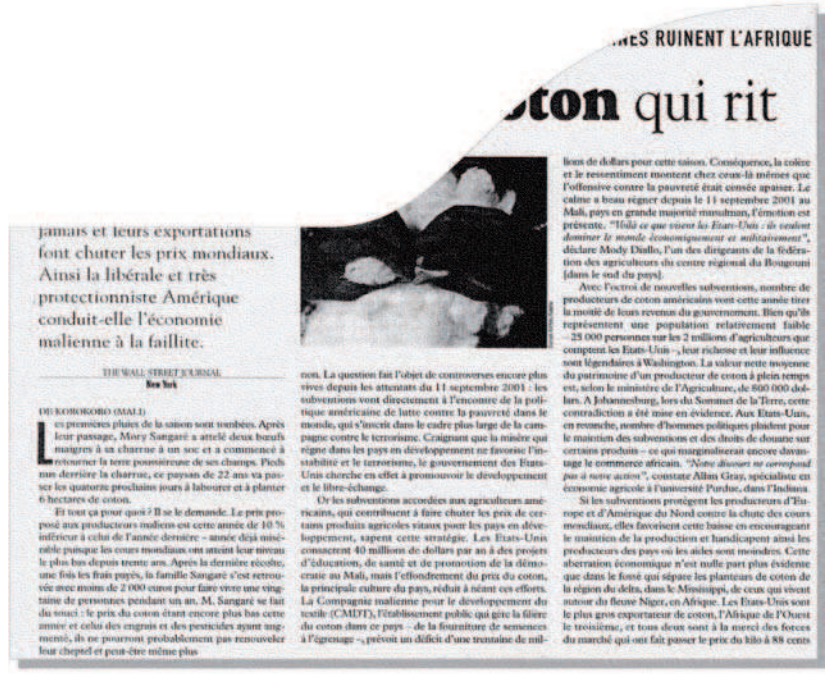 NES RUINENT L'AFRIQUE
oton qui rit
jamais et leurs exportations
font chuter les prix mondiaux.
Ainsi la libérale et très
protectionniste Amérique
conduit-elle l'économie
malienne à la faillite.
THE WALL STREET JOURNAL
New York
DE KOROKORO (MALI)
Les premières pluies de la saison sont tombées. Après
leur passage, Mory Sangaré a attelé deux bœufs
maigres à sa charrue à un soc et a commencé à
retourner la terre poussiéreuse de ses champs. Pieds
nus derrière la charrue, ce paysan de 22 ans va pas-
ser les quatorze prochains jours à labourer et à planter
6 hectares de coton.
Et tout ça pour quoi ? Il se le demande. Le prix pro-
posé aux producteurs maliens est cette année de 10 %
inférieur à celui de l'année dernière – année déjà misé-
rable puisque les cours mondiaux ont atteint leur niveau
le plus bas depuis trente ans. Après la dernière récolte,
une fois les frais payés, la famille Sangaré s'est retrou-
vée avec moins de 2 000 euros pour faire vivre une ving-
taine de personnes pendant un an. M. Sangaré se fait
du souci : le prix du coton étant encore plus bas cette
année et celui des engrais et des pesticides ayant aug-
menté, ils ne pourront probablement pas renouveler
leur cheptel et peut-être même plus
non. La question fait l'objet de controverses encore plus
vives depuis les attentats du 11 septembre 2001 : les
subventions vont directement à l'encontre de la poli-
tique américaine de lutte contre la pauvreté dans le
monde, qui s'inscrit dans le cadre plus large de la cam-
pagne contre le terrorisme. Craignant que la misère qui
règne dans les pays en développement ne favorise l'in-
stabilité et le terrorisme, le gouvernement des Etats-
Unis cherche en effet à promouvoir le développement
et le libre-échange.
Or les subventions accordées aux agriculteurs amé-
ricains, qui contribuent à faire chuter les prix de cer-
tains produits agricoles vitaux pour les pays en déve-
loppement, sapent cette stratégie. Les Etats-Unis
consacrent 40 millions de dollars par an à des projets
d'éducation, de santé et de promotion de la démo-
cratie au Mali, mais l'effondrement du prix du coton,
la principale culture du pays, réduit à néant ces efforts.
La Compagnie malienne pour le développement du
textile (CMDT), l'établissement public qui gère la filière
du coton dans ce pays – de la fourniture de semences
à l'égrenage –, prévoit un déficit d'une trentaine de mil-
lions de dollars pour cette saison. Conséquence, la colère
et le ressentiment montent chez ceux-là mêmes que
l'offensive contre la pauvreté était censée apaiser. Le
calme a beau régner depuis le 11 septembre 2001 au
Mali, pays en grande majorité musulman, l'émotion est
présente. "Voilà ce que visent les Etats-Unis : ils veulent
dominer le monde économiquement et militairement",
déclare Mody Diallo, l'un des dirigeants de la fédéra-
tion des agriculteurs du centre régional du Bougouni
[dans le sud du pays].
Avec l'octroi de nouvelles subventions, nombre de
producteurs de coton américains vont cette année tirer
la moitié de leurs revenus du gouvernement. Bien qu'ils
représentent une population relativement faible
– 25 000 personnes sur les 2 millions d'agriculteurs que
comptent les Etats-Unis –, leur richesse et leur influence
sont légendaires à Washington. La valeur nette moyenne
du patrimoine d'un producteur de coton à plein temps
est, selon le ministère de l'Agriculture, de 800 000 dol-
lars. A Johannesburg, lors du Sommet de la Terre, cette
contradiction a été mise en évidence. Aux Etats-Unis,
en revanche, nombre d'hommes politiques plaident pour
le maintien des subventions et des droits de douane sur
certains produits – ce qui marginaliserait encore davan-
tage le commerce africain. "Notre discours ne correspond
pas à notre action", constate Allan Gray, spécialiste en
économie agricole à l'université Purdue, dans l'Indiana.
Si les subventions protègent les producteurs d'Eu-
rope et d'Amérique du Nord contre la chute des cours
mondiaux, elles favorisent cette baisse en encourageant
le maintien de la production et handicapent ainsi les
producteurs des pays où les aides sont moindres. Cette
aberration économique n'est nulle part plus évidente
que dans le fossé qui sépare les planteurs de coton de
la région du delta, dans le Mississippi, de ceux qui vivent
autour du fleuve Niger, en Afrique. Les Etats-Unis sont
le plus gros exportateur de coton, l'Afrique de l'Ouest
le troisième, et tous deux sont à la merci des forces
du marché qui ont fait passer le prix du kilo à 88 cents